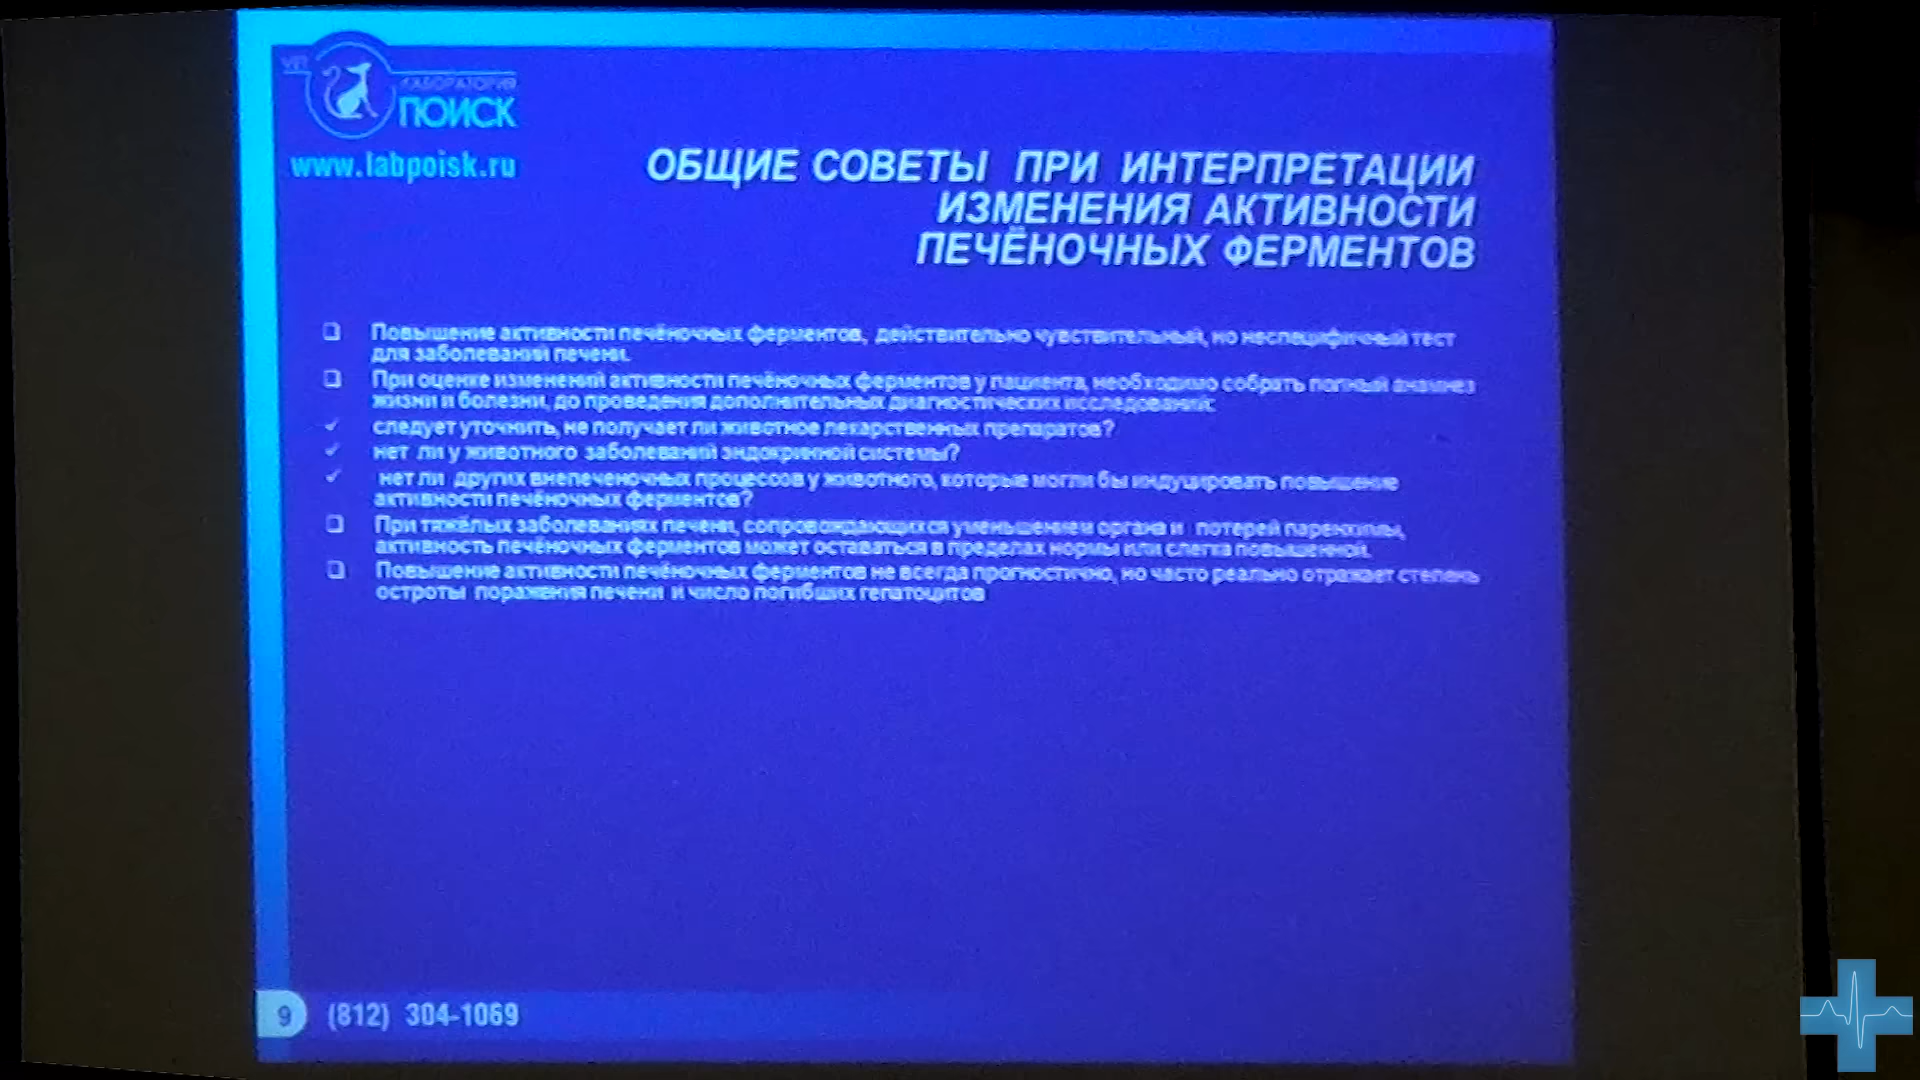 VET
ЛАБОРАТОРИЯ
ПОИСК
www.labpoisk.ru
ОБЩИЕ СОВЕТЫ ПРИ ИНТЕРПРЕТАЦИИ
ИЗМЕНЕНИЯ АКТИВНОСТИ
ПЕЧЁНОЧНЫХ ФЕРМЕНТОВ
Повышение активности печёночных ферментов, действительно чувствительный, но неспецифичный тест
для заболеваний печени.
При оценке изменений активности печёночных ферментов у пациента, необходимо собрать полный анамнез
жизни и болезни, до проведения дополнительных диагностических исследований:
следует уточнить, не получает ли животное лекарственных препаратов?
нет ли у животного заболеваний эндокринной системы?
нет ли других внепеченочных процессов у животного, которые могли бы индуцировать повышение
активности печёночных ферментов?
При тяжёлых заболеваниях печени, сопровождающихся уменьшением органа и потерей паренхимы,
активность печёночных ферментов может оставаться в пределах нормы или слегка повышенной.
Повышение активности печёночных ферментов не всегда прогностично, но часто реально отражает степень
остроты поражения печени и число погибших гепатоцитов
9 (812) 304-1069